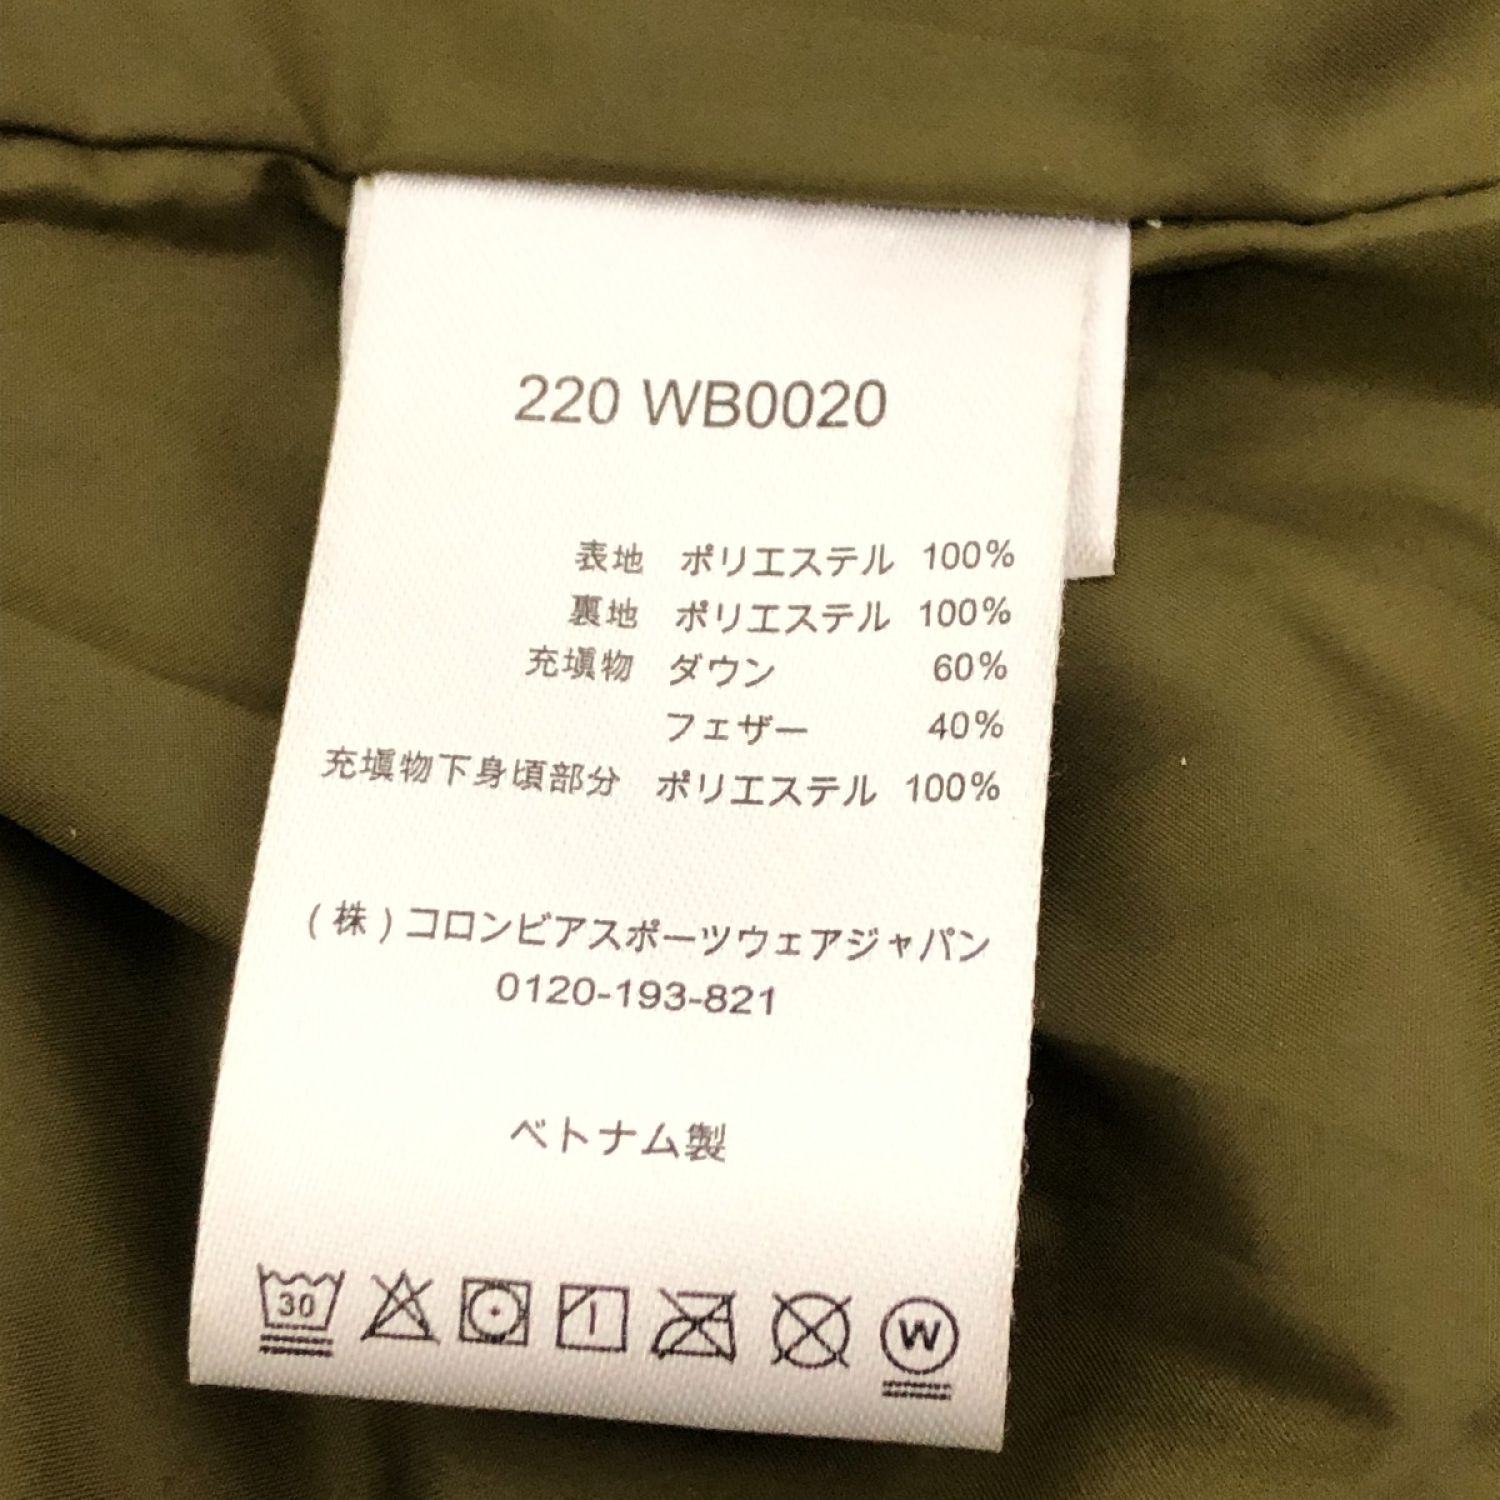 220 WB0020
表地 ポリエステル 100%
裏地 ポリエステル 100%
充塡物 ダウン 60%
フェザー 40%
充塡物下身頃部分 ポリエステル 100%
(株)コロンビアスポーツウェアジャパン
0120-193-821
ベトナム製
30 W